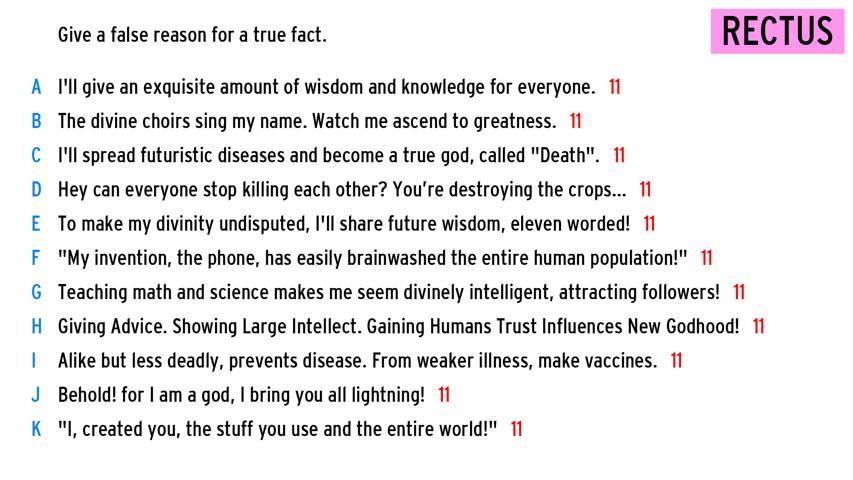 Give a false reason for a true fact.
RECTUS
A I'll give an exquisite amount of wisdom and knowledge for everyone. 11
B The divine choirs sing my name. Watch me ascend to greatness. 11
C I'll spread futuristic diseases and become a true god, called "Death". 11
D Hey can everyone stop killing each other? You're destroying the crops... 11
E To make my divinity undisputed, I'll share future wisdom, eleven worded! 11
F "My invention, the phone, has easily brainwashed the entire human population!" 11
G Teaching math and science makes me seem divinely intelligent, attracting followers! 11
H Giving Advice. Showing Large Intellect. Gaining Humans Trust Influences New Godhood! 11
I Alike but less deadly, prevents disease. From weaker illness, make vaccines. 11
J Behold! for I am a god, I bring you all lightning! 11
K "I, created you, the stuff you use and the entire world!" 11